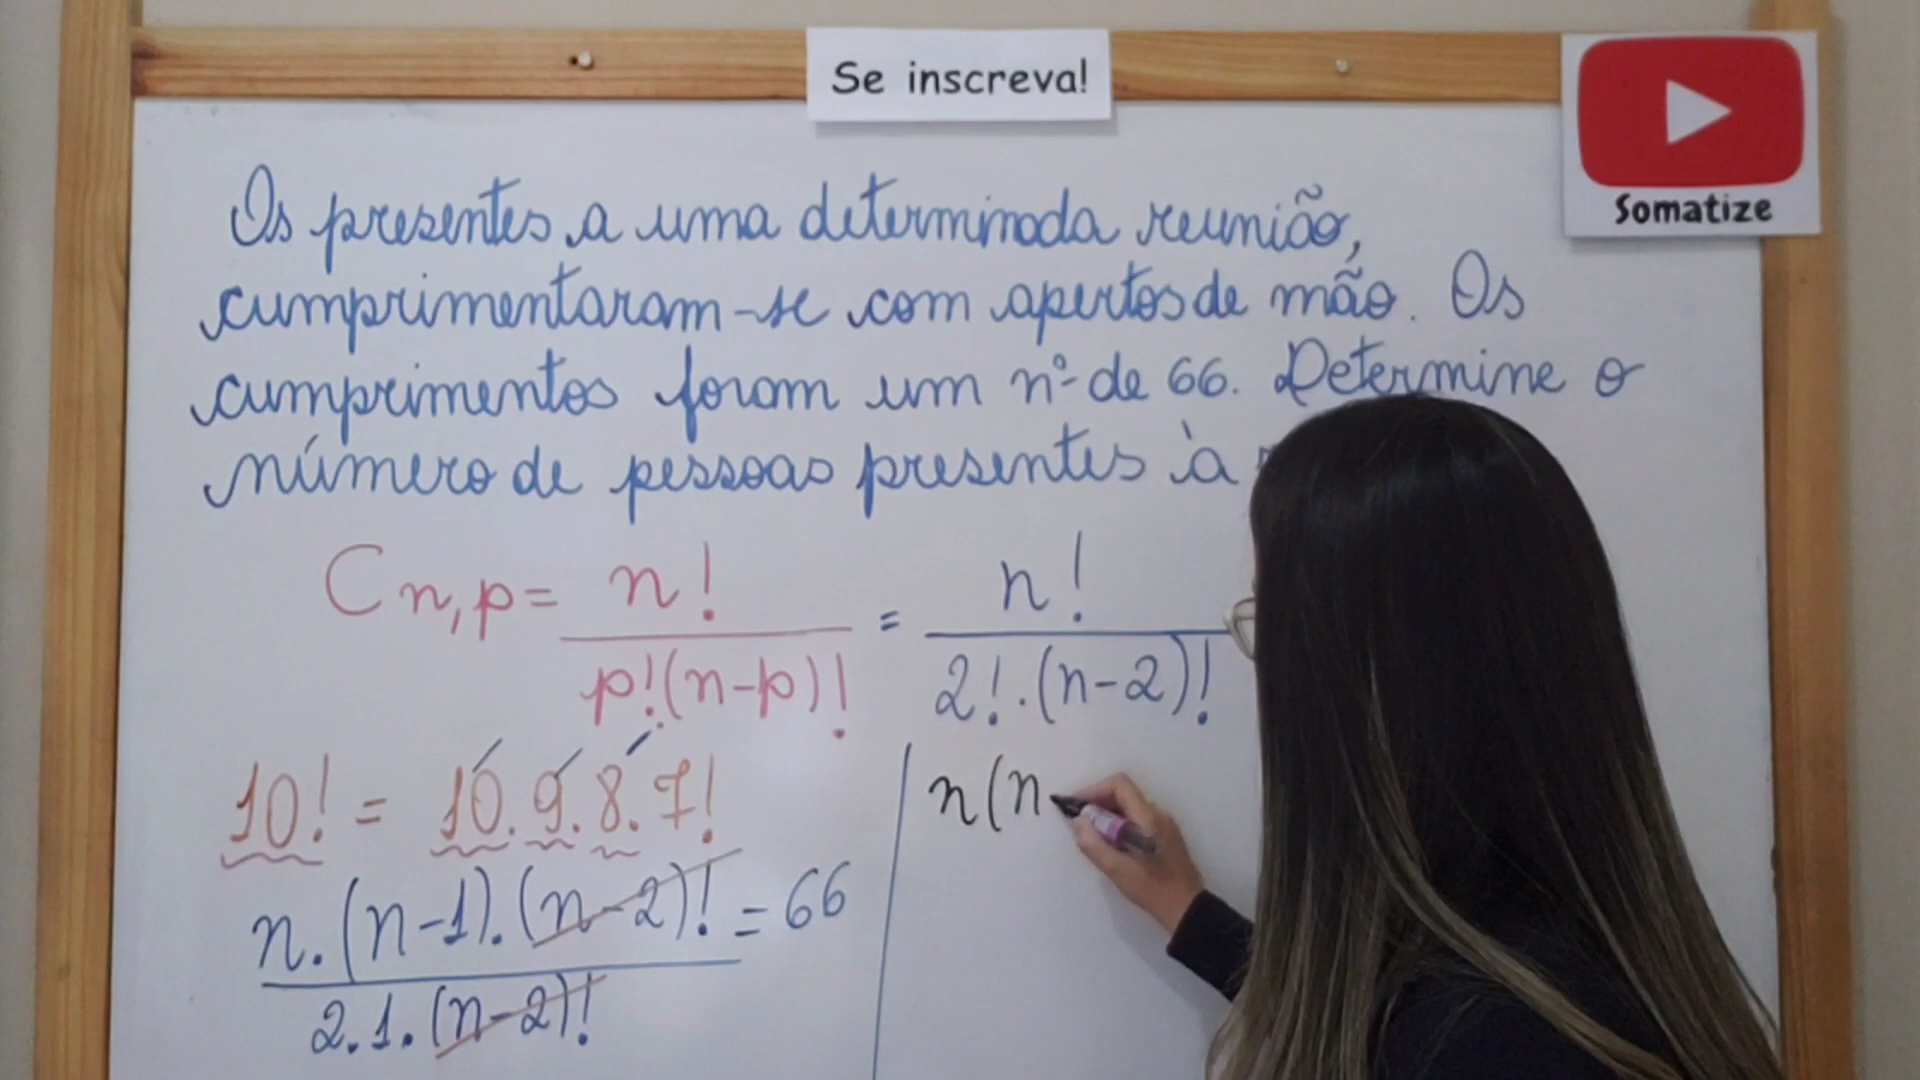 Se inscreva!
Somatize
Os presentes a uma determinada reunião,
cumprimentaram-se com apertos de mão. Os
cumprimentos foram um nº de 66. Determine o
número de pessoas presentes à
C n,p = n! / p!(n-p)! = n! / 2!.(n-2)!
10! = 10.9.8.7!
n.(n-1).(n-2)! / 2.1.(n-2)! = 66
n(n